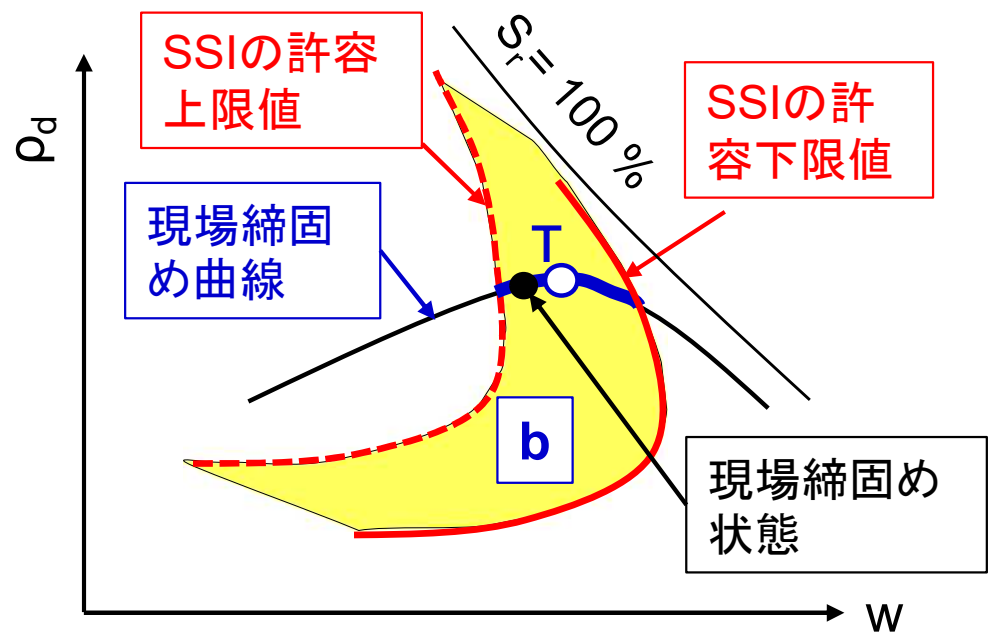 SSIの許容
上限値
Sr= 100 %
SSIの許
容下限値
ρd
現場締固
め曲線
T
b
現場締固め
状態
w